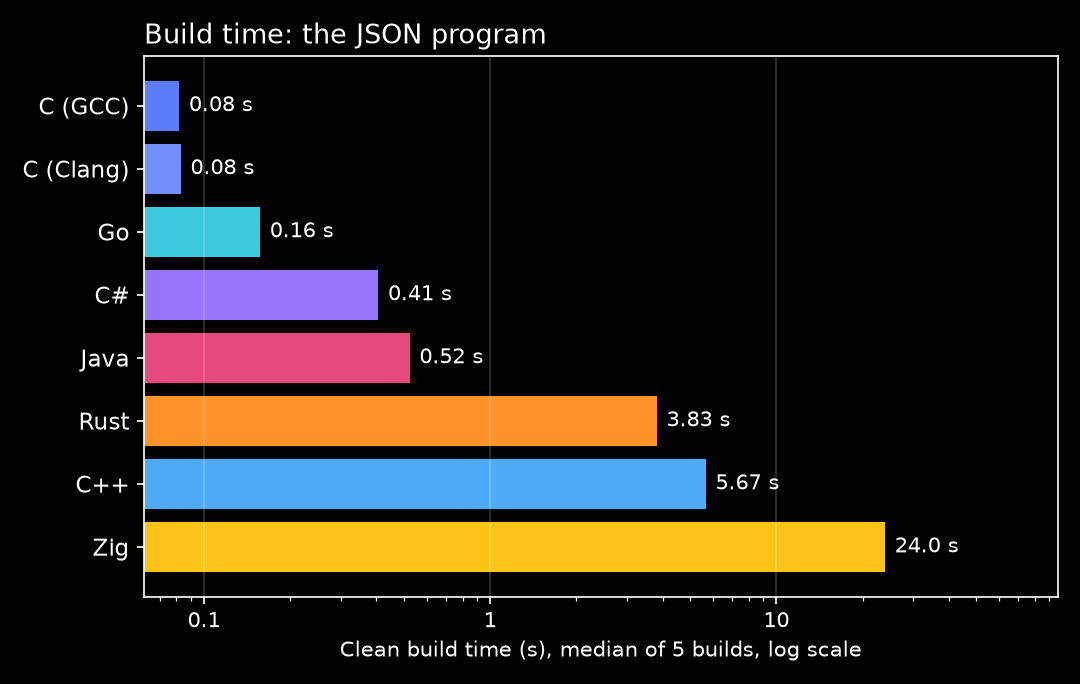 Build time: the JSON program
C (GCC) 0.08 s
C (Clang) 0.08 s
Go 0.16 s
C# 0.41 s
Java 0.52 s
Rust 3.83 s
C++ 5.67 s
Zig 24.0 s
0.1 1 10
Clean build time (s), median of 5 builds, log scale